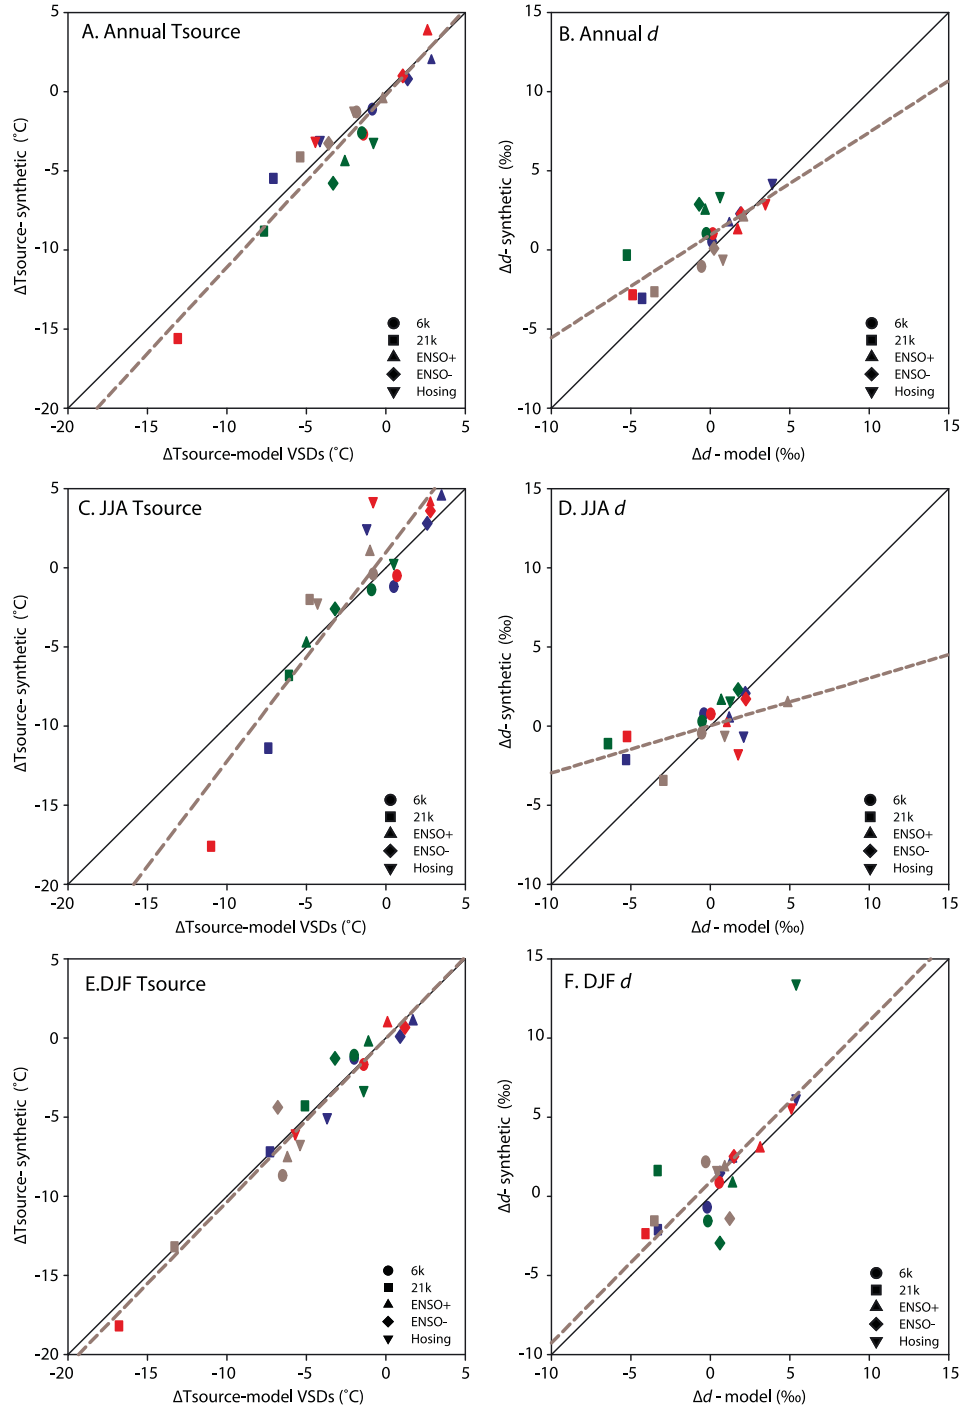 A. Annual Tsource
ΔTsource- synthetic (˚C)
5
0
-5
-10
-15
-20
6k
21k
ENSO+
ENSO-
Hosing
-20 -15 -10 -5 0 5
ΔTsource-model VSDs (˚C)
B. Annual d
Δd- synthetic (‰)
15
10
5
0
-5
-10
6k
21k
ENSO+
ENSO-
Hosing
-10 -5 0 5 10 15
Δd - model (‰)
C. JJA Tsource
ΔTsource- synthetic (˚C)
5
0
-5
-10
-15
-20
6k
21k
ENSO+
ENSO-
Hosing
-20 -15 -10 -5 0 5
ΔTsource-model VSDs (˚C)
D. JJA d
Δd- synthetic (‰)
15
10
5
0
-5
-10
6k
21k
ENSO+
ENSO-
Hosing
-10 -5 0 5 10 15
Δd - model (‰)
E.DJF Tsource
ΔTsource- synthetic (˚C)
5
0
-5
-10
-15
-20
6k
21k
ENSO+
ENSO-
Hosing
-20 -15 -10 -5 0 5
ΔTsource-model VSDs (˚C)
F. DJF d
Δd- synthetic (‰)
15
10
5
0
-5
-10
6k
21k
ENSO+
ENSO-
Hosing
-10 -5 0 5 10 15
Δd - model (‰)